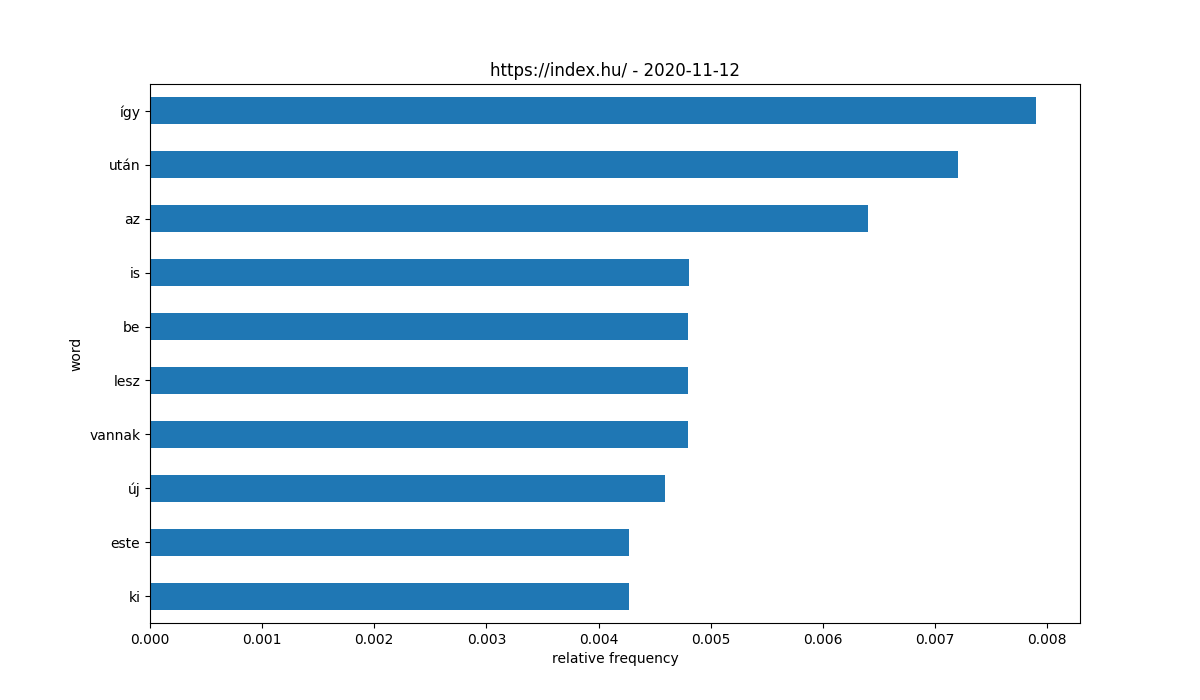 https://index.hu/ - 2020-11-12
így
után
az
is
be
lesz
vannak
új
este
ki
word
0.000 0.001 0.002 0.003 0.004 0.005 0.006 0.007 0.008
relative frequency